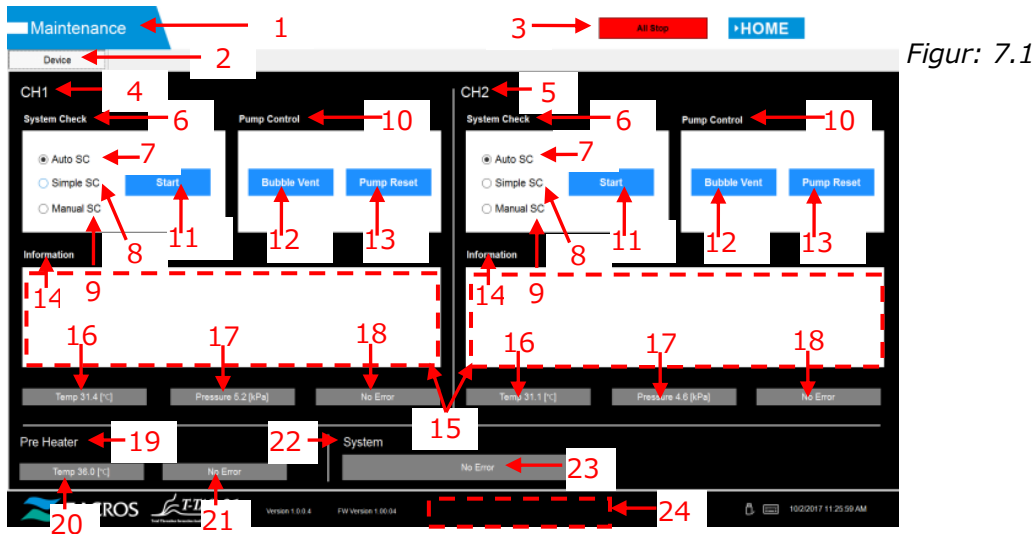 Maintenance
1
3
All Stop
HOME
Figur: 7.1
Device
2
CH1
4
CH2
5
System Check
6
Pump Control
10
System Check
6
Pump Control
10
Auto SC
7
Auto SC
7
Simple SC
Start
Bubble Vent
Pump Reset
Simple SC
Start
Bubble Vent
Pump Reset
Manual SC
Manual SC
8
11
12
13
8
11
12
13
Information
Information
14
9
14
9
16
17
18
16
17
18
Temp 31.4 [℃]
Pressure 5.2 [kPa]
No Error
15
Temp 31.1 [℃]
Pressure 4.6 [kPa]
No Error
Pre Heater
19
22
System
Temp 36.0 [℃]
No Error
No Error
23
20
21
Version 1.0.0.4
FW Version 1.00.04
24
10/2/2017 11:25:59 AM